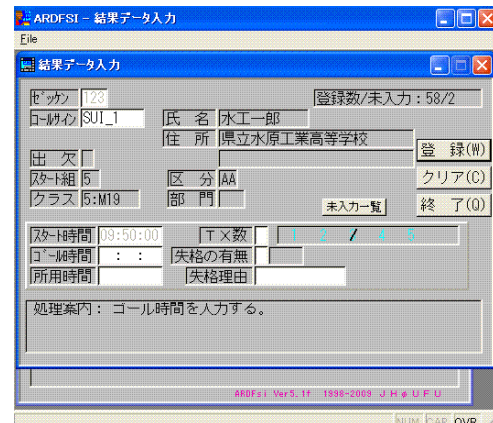 ARDFSI - 結果データ入力
File
結果データ入力
ゼッケン 123 登録数/未入力：58/2
コールサイン SUI_1 氏 名 水工一郎
住 所 県立水原工業高等学校
登 録(W)
出 欠
スタート組 5 区 分 AA クリア(C)
クラス 5:M19 部 門 未入力一覧 終 了(Q)
スタート時間 09:50:00 TX数 1 2 / 4 5
ゴール時間 : : 失格の有無
所用時間 失格理由
処理案内： ゴール時間を入力する。
ARDFsi Ver5.1f 1998-2009 JHφUFU
NUM CAP OVR